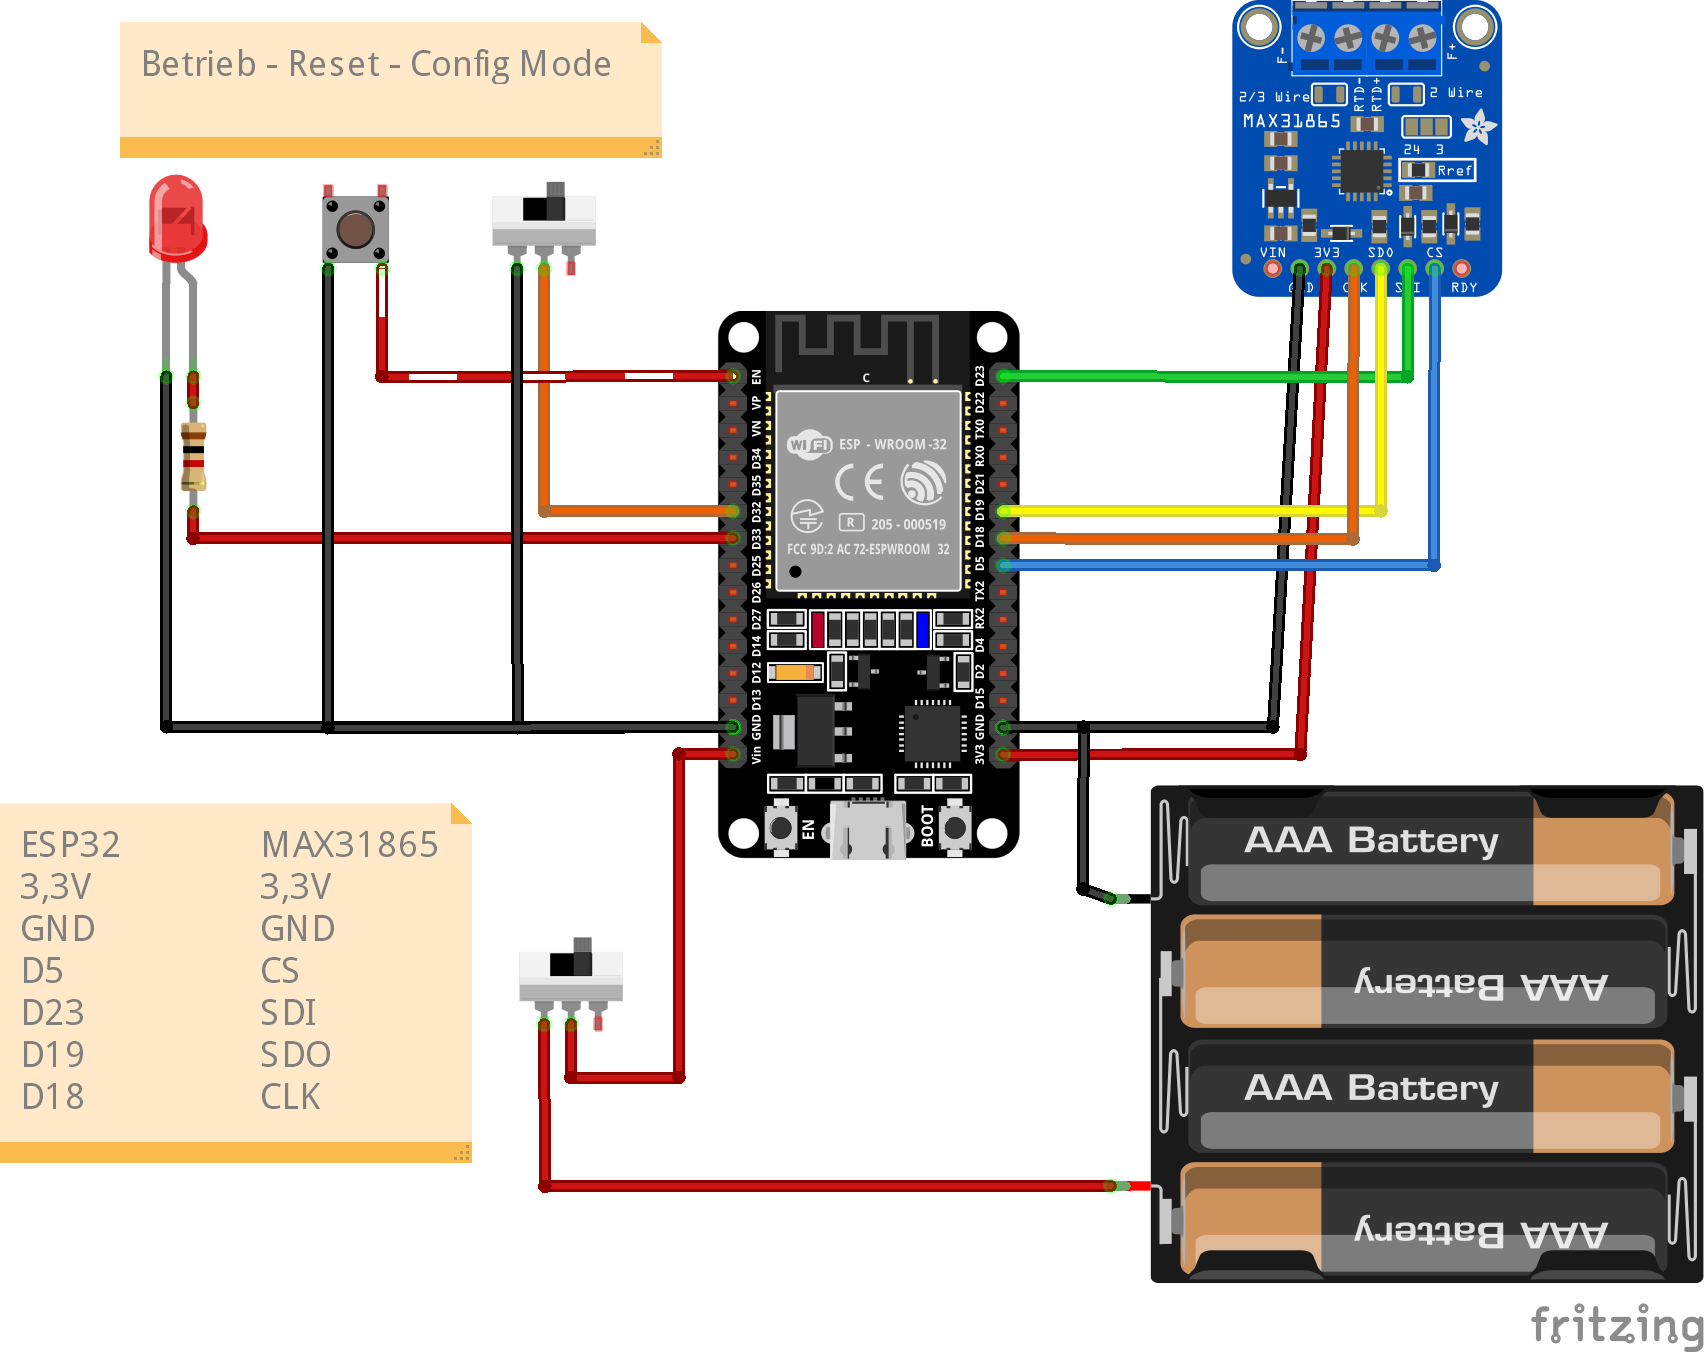 Betrieb - Reset - Config Mode
F-
F+
RTD-
RTD+
2/3 Wire
2 Wire
MAX31865
24 3
Rref
VIN
3V3
SDO
CS
RDY
EN
VP
VN
D34
D35
D32
D33
D25
D26
D27
D14
D12
D13
GND
Vin
C
WiFi
ESP - WROOM - 32
CE
R
205 - 000519
FCC 9D:2 AC 72-ESPWROOM 32
D23
D22
TX0
RX0
D21
D19
D18
D5
TX2
RX2
D4
D2
D15
GND
3V3
EN
BOOT
ESP32 MAX31865
3,3V 3,3V
GND GND
D5 CS
D23 SDI
D19 SDO
D18 CLK
AAA Battery
AAA Battery
AAA Battery
AAA Battery
fritzing